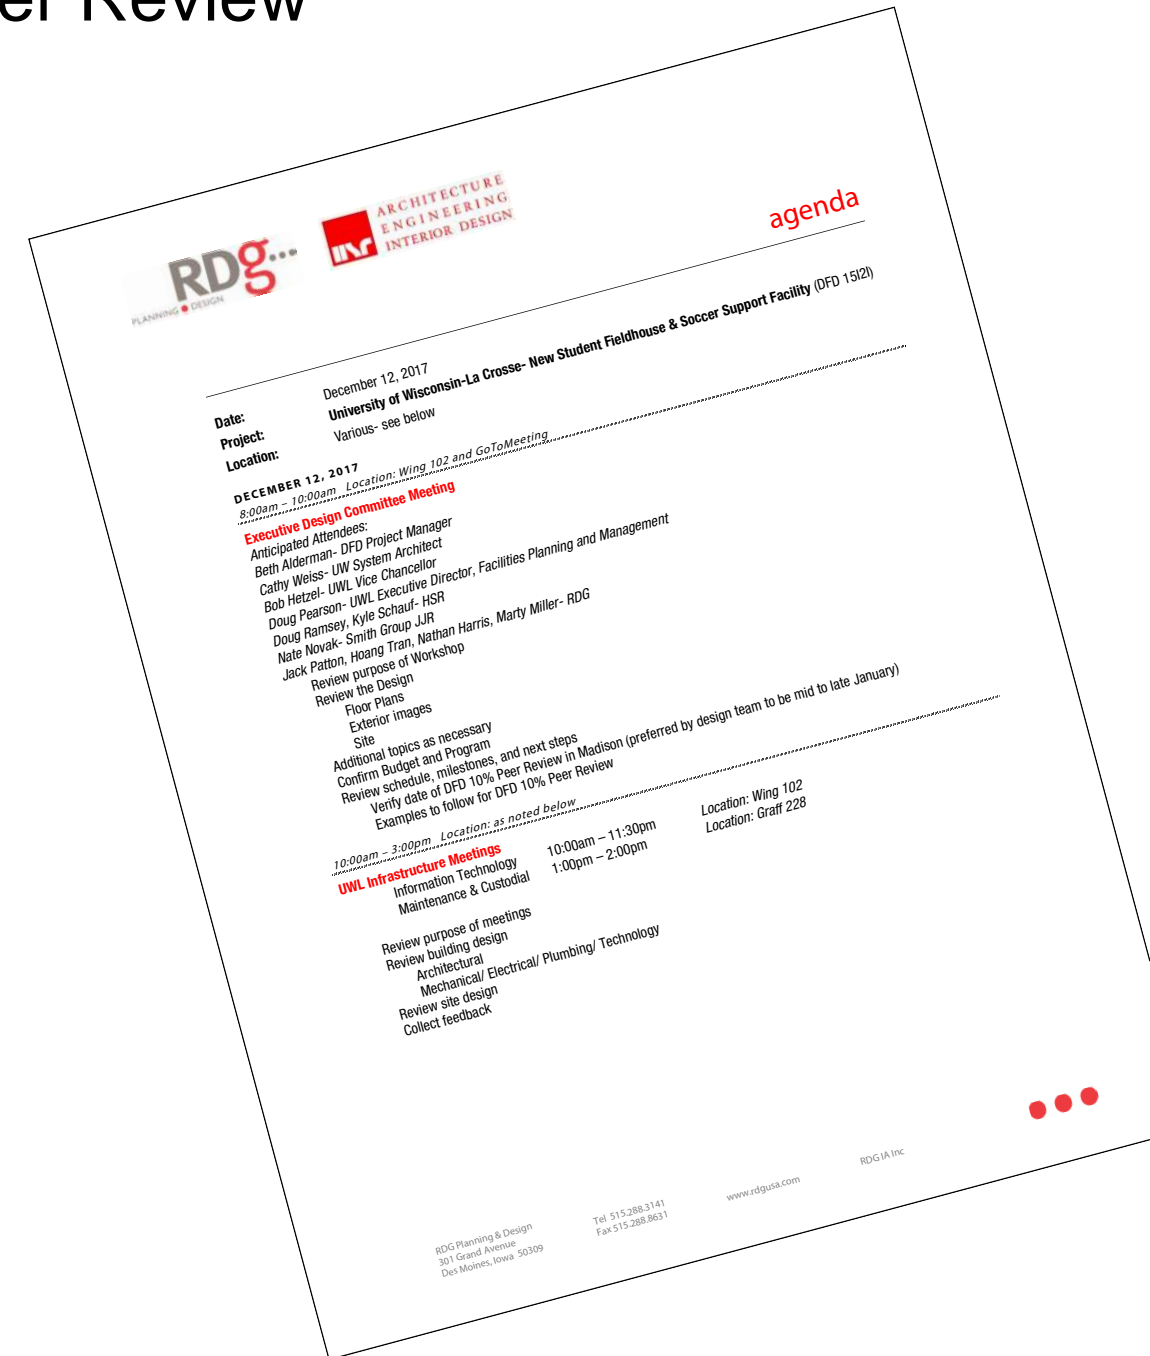 er Review
RDg...
PLANNING • DESIGN
HSR
ARCHITECTURE
ENGINEERING
INTERIOR DESIGN
agenda
Date: December 12, 2017
Project: University of Wisconsin-La Crosse- New Student Fieldhouse & Soccer Support Facility (DFD 15I2I)
Location: Various- see below
DECEMBER 12, 2017
8:00am – 10:00am Location: Wing 102 and GoToMeeting
Executive Design Committee Meeting
Anticipated Attendees:
Beth Alderman- DFD Project Manager
Cathy Weiss- UW System Architect
Bob Hetzel- UWL Vice Chancellor
Doug Pearson- UWL Executive Director, Facilities Planning and Management
Doug Ramsey, Kyle Schauf- HSR
Nate Novak- Smith Group JJR
Jack Patton, Hoang Tran, Nathan Harris, Marty Miller- RDG
Review purpose of Workshop
Review the Design
Floor Plans
Exterior images
Site
Additional topics as necessary
Confirm Budget and Program
Review schedule, milestones, and next steps
Verify date of DFD 10% Peer Review in Madison (preferred by design team to be mid to late January)
Examples to follow for DFD 10% Peer Review
10:00am – 3:00pm Location: as noted below
UWL Infrastructure Meetings
Information Technology 10:00am – 11:30pm Location: Wing 102
Maintenance & Custodial 1:00pm – 2:00pm Location: Graff 228
Review purpose of meetings
Review building design
Architectural
Mechanical/ Electrical/ Plumbing/ Technology
Review site design
Collect feedback
RDG Planning & Design
301 Grand Avenue
Des Moines, Iowa 50309
Tel 515.288.3141
Fax 515.288.8631
www.rdgusa.com
RDG IA Inc